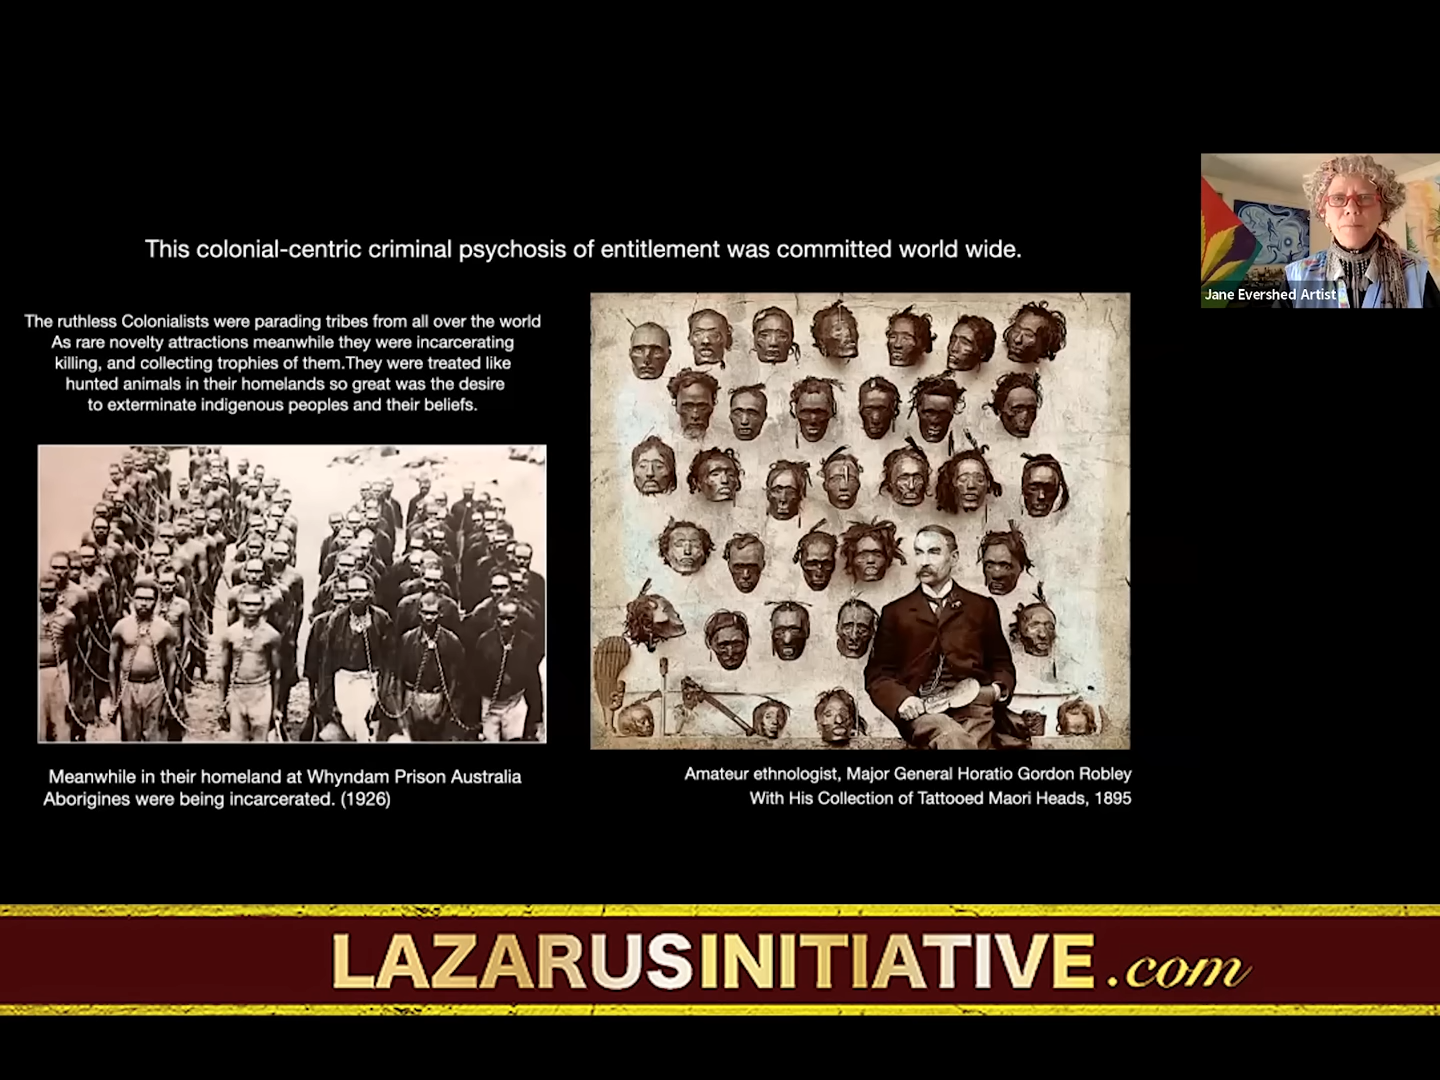 This colonial-centric criminal psychosis of entitlement was committed world wide.
The ruthless Colonialists were parading tribes from all over the world
As rare novelty attractions meanwhile they were incarcerating
killing, and collecting trophies of them.They were treated like
hunted animals in their homelands so great was the desire
to exterminate indigenous peoples and their beliefs.
Meanwhile in their homeland at Whyndam Prison Australia
Aborigines were being incarcerated. (1926)
Amateur ethnologist, Major General Horatio Gordon Robley
With His Collection of Tattooed Maori Heads, 1895
Jane Evershed Artist
LAZARUSINITIATIVE.com